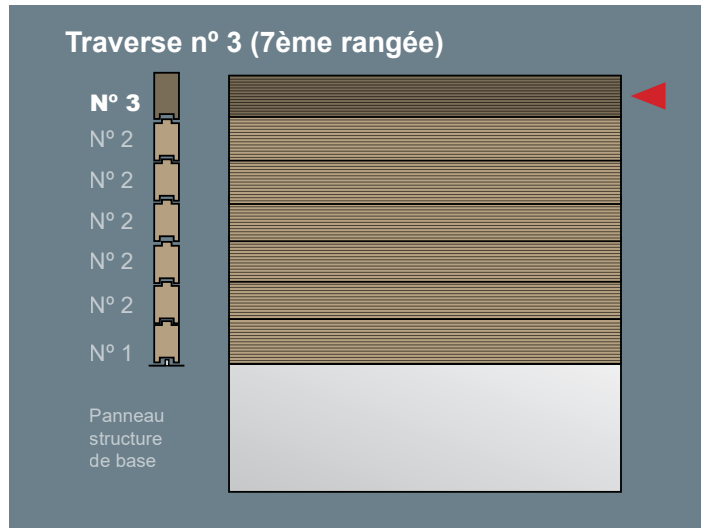 Traverse nº 3 (7ème rangée)
Nº 3
Nº 2
Nº 2
Nº 2
Nº 2
Nº 2
Nº 1
Panneau
structure
de base